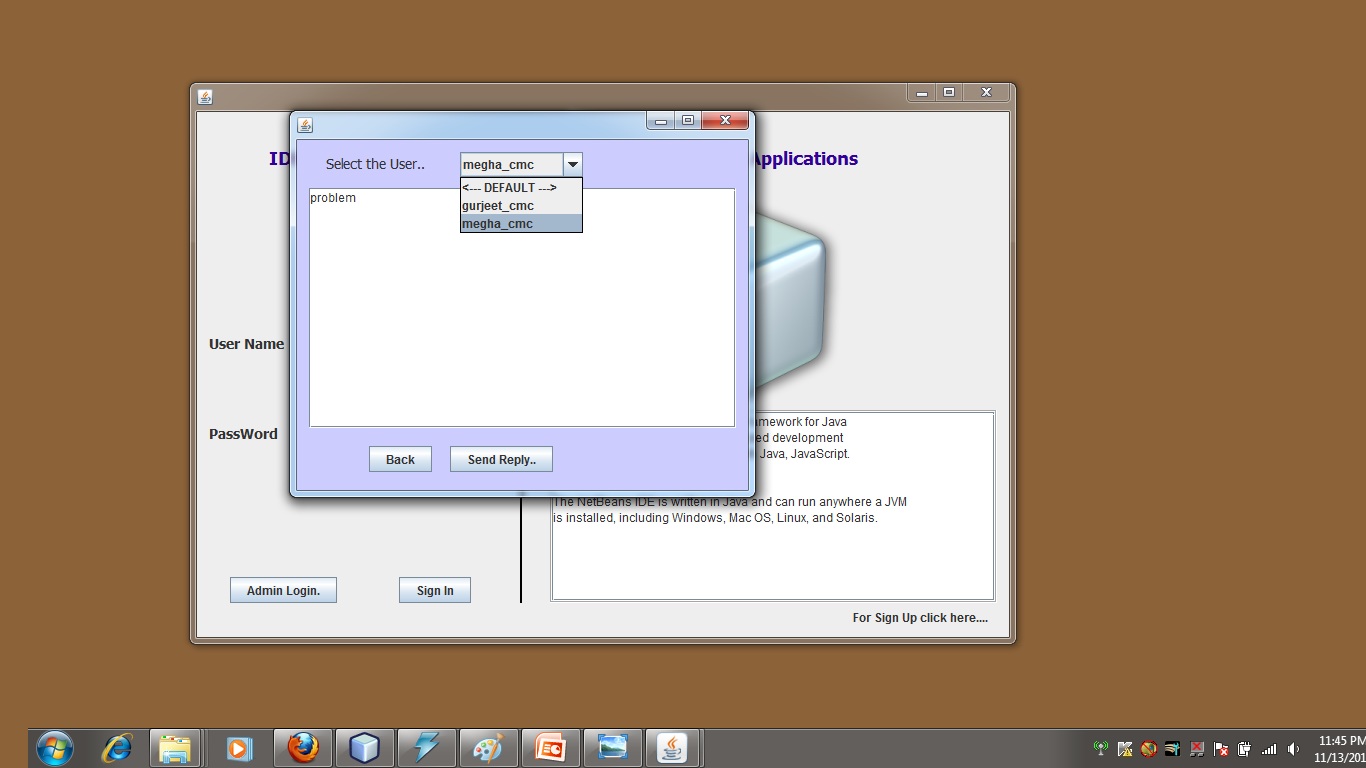 ID
Applications
Select the User..
megha_cmc
<--- DEFAULT --->
gurjeet_cmc
megha_cmc
problem
User Name
PassWord
Back
Send Reply..
amework for Java
ed development
Java, JavaScript.
The NetBeans IDE is written in Java and can run anywhere a JVM
is installed, including Windows, Mac OS, Linux, and Solaris.
Admin Login.
Sign In
For Sign Up click here....
11:45 PM
11/13/201